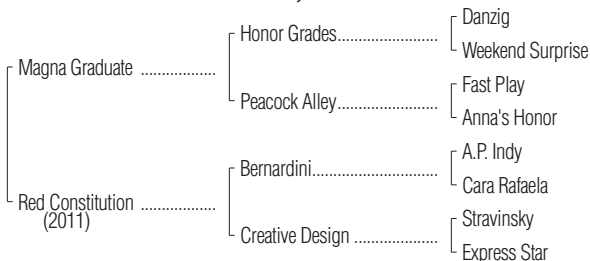 Danzig
Honor Grades..................
Weekend Surprise
Magna Graduate .................
Fast Play
Peacock Alley..................
Anna's Honor
A.P. Indy
Bernardini......................
Cara Rafaela
Red Constitution .................
(2011)
Stravinsky
Creative Design ..................
Express Star